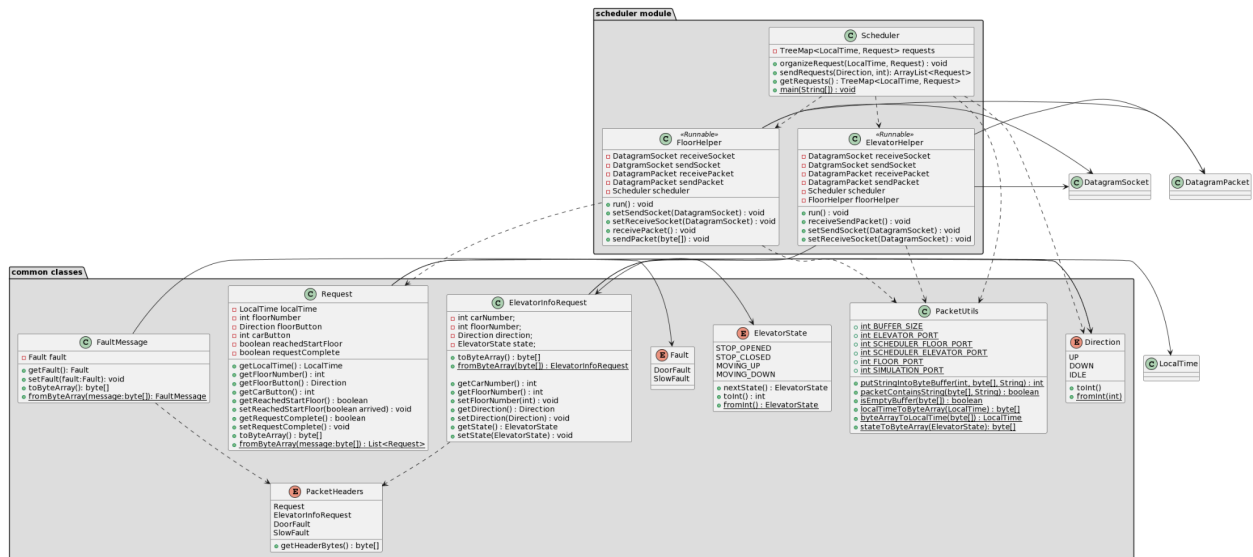 scheduler module
C Scheduler
TreeMap<LocalTime, Request> requests
organizeRequest(LocalTime, Request) : void
sendRequests(Direction, int): ArrayList<Request>
getRequests() : TreeMap<LocalTime, Request>
main(String[]) : void
«Runnable»
C FloorHelper
DatagramSocket receiveSocket
DatgramSocket sendSocket
DatagramPacket receivePacket
DatagramPacket sendPacket
Scheduler scheduler
run() : void
setSendSocket(DatagramSocket) : void
setReceiveSocket(DatagramSocket) : void
receivePacket() : void
sendPacket(byte[]) : void
«Runnable»
C ElevatorHelper
DatagramSocket receiveSocket
DatgramSocket sendSocket
DatagramPacket receivePacket
DatagramPacket sendPacket
Scheduler scheduler
FloorHelper floorHelper
run() : void
receiveSendPacket() : void
setSendSocket(DatagramSocket) : void
setReceiveSocket(DatagramSocket) : void
C DatagramSocket
C DatagramPacket
common classes
C FaultMessage
Fault fault
getFault(): Fault
setFault(fault:Fault): void
toByteArray(): byte[]
fromByteArray(message:byte[]): FaultMessage
C Request
LocalTime localTime
int floorNumber
Direction floorButton
int carButton
boolean reachedStartFloor
boolean requestComplete
getLocalTime() : LocalTime
getFloorNumber() : int
getFloorButton() : Direction
getCarButton() : int
getReachedStartFloor() : boolean
setReachedStartFloor(boolean arrived) : void
getRequestComplete() : boolean
setRequestComplete() : void
toByteArray() : byte[]
fromByteArray(message:byte[]) : List<Request>
C ElevatorInfoRequest
int carNumber;
int floorNumber;
Direction direction;
ElevatorState state;
toByteArray() : byte[]
fromByteArray(byte[]) : ElevatorInfoRequest
getCarNumber() : int
getFloorNumber() : int
setFloorNumber(int) : void
getDirection() : Direction
setDirection(Direction) : void
getState() : ElevatorState
setState(ElevatorState) : void
E Fault
DoorFault
SlowFault
E ElevatorState
STOP_OPENED
STOP_CLOSED
MOVING_UP
MOVING_DOWN
nextState() : ElevatorState
toInt() : int
fromInt() : ElevatorState
C PacketUtils
int BUFFER_SIZE
int ELEVATOR_PORT
int SCHEDULER_FLOOR_PORT
int SCHEDULER_ELEVATOR_PORT
int FLOOR_PORT
int SIMULATION_PORT
putStringIntoByteBuffer(int, byte[], String) : int
packetContainsString(byte[], String) : boolean
isEmptyBuffer(byte[]) : boolean
localTimeToByteArray(LocalTime) : byte[]
byteArrayToLocalTime(byte[]) : LocalTime
stateToByteArray(ElevatorState): byte[]
E Direction
UP
DOWN
IDLE
toInt()
fromInt(int)
C LocalTime
E PacketHeaders
Request
ElevatorInfoRequest
DoorFault
SlowFault
getHeaderBytes() : byte[]